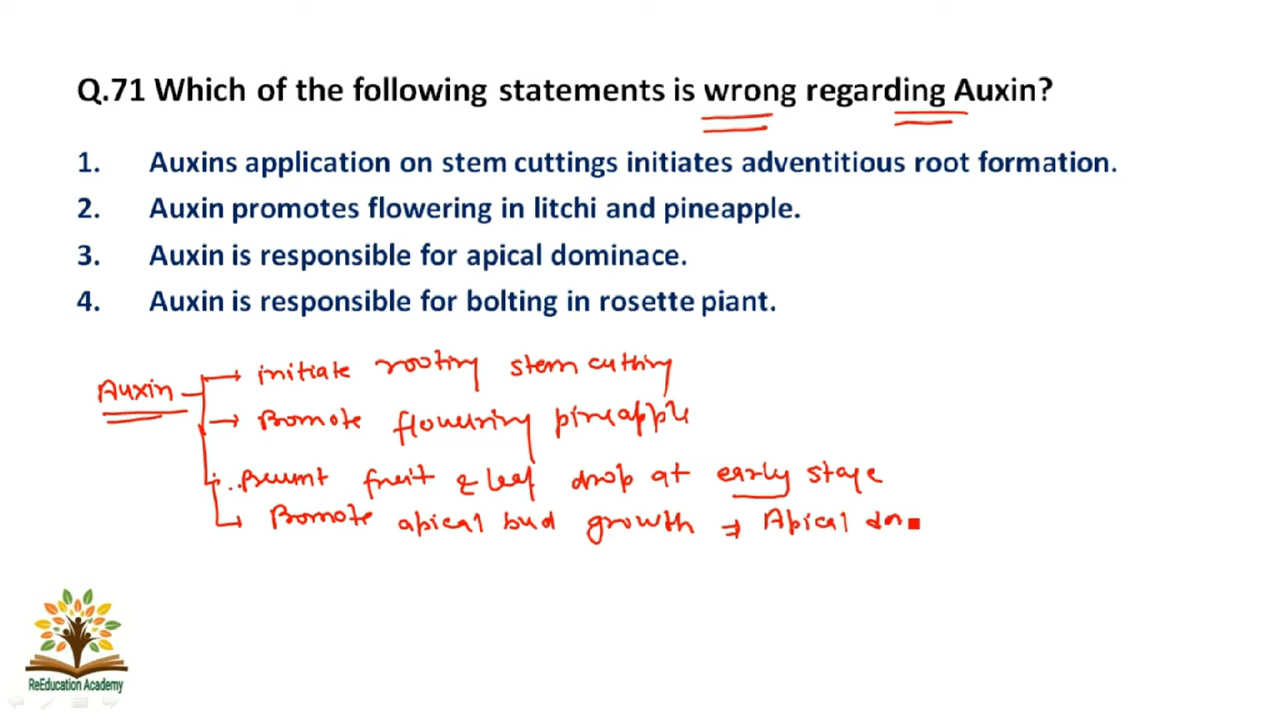 Q.71 Which of the following statements is wrong regarding Auxin?
1. Auxins application on stem cuttings initiates adventitious root formation.
2. Auxin promotes flowering in litchi and pineapple.
3. Auxin is responsible for apical dominace.
4. Auxin is responsible for bolting in rosette piant.
Auxin → initiate rooting stem cutting
→ Promote flowering pineapple
fruit & leaf drop at early stage
→ Promote apical bud growth ⇒ Apical do
ReEducation Academy